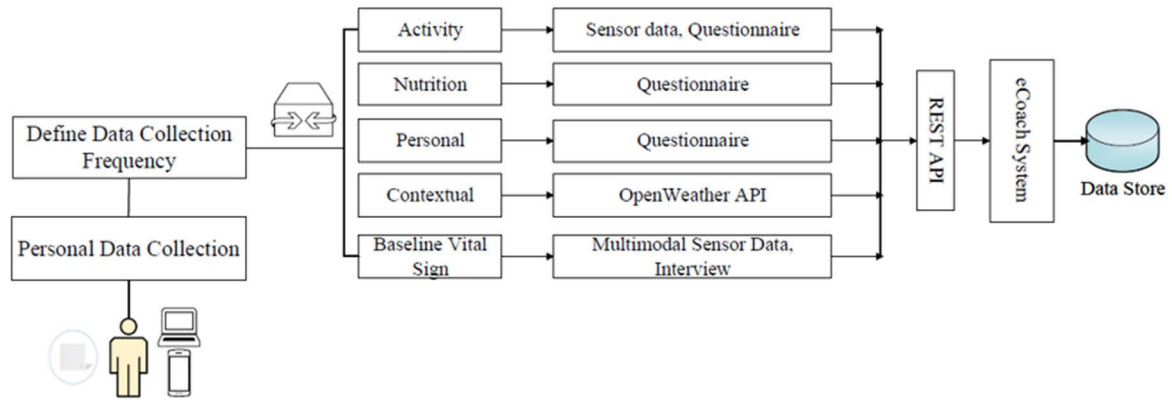 Define Data Collection
Frequency
Personal Data Collection
Activity
Sensor data, Questionnaire
Nutrition
Questionnaire
Personal
Questionnaire
Contextual
OpenWeather API
Baseline Vital
Sign
Multimodal Sensor Data,
Interview
REST API
eCoach System
Data Store